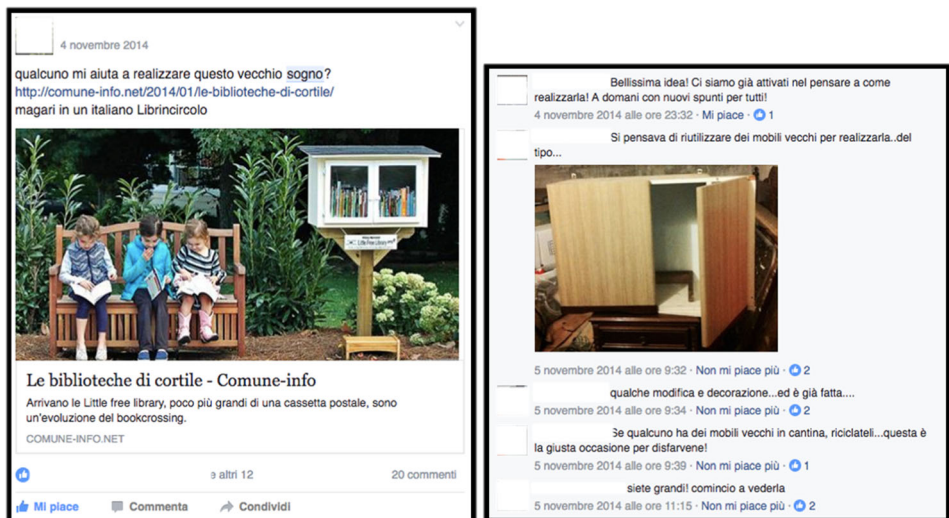 4 novembre 2014
qualcuno mi aiuta a realizzare questo vecchio sogno?
http://comune-info.net/2014/01/le-biblioteche-di-cortile/
magari in un italiano Librincircolo
Little Free Library
Le biblioteche di cortile - Comune-info
Arrivano le Little free library, poco più grandi di una cassetta postale, sono
un'evoluzione del bookcrossing.
COMUNE-INFO.NET
e altri 12
20 commenti
Mi piace
Commenta
Condividi
Bellissima idea! Ci siamo già attivati nel pensare a come
realizzarla! A domani con nuovi spunti per tutti!
4 novembre 2014 alle ore 23:32 · Mi piace · 1
Si pensava di riutilizzare dei mobili vecchi per realizzarla..del
tipo...
5 novembre 2014 alle ore 9:32 · Non mi piace più · 2
qualche modifica e decorazione...ed è già fatta....
5 novembre 2014 alle ore 9:34 · Non mi piace più · 2
Se qualcuno ha dei mobili vecchi in cantina, riciclateli...questa è
la giusta occasione per disfarvene!
5 novembre 2014 alle ore 9:39 · Non mi piace più · 1
siete grandi! comincio a vederla
5 novembre 2014 alle ore 11:15 · Non mi piace più · 2